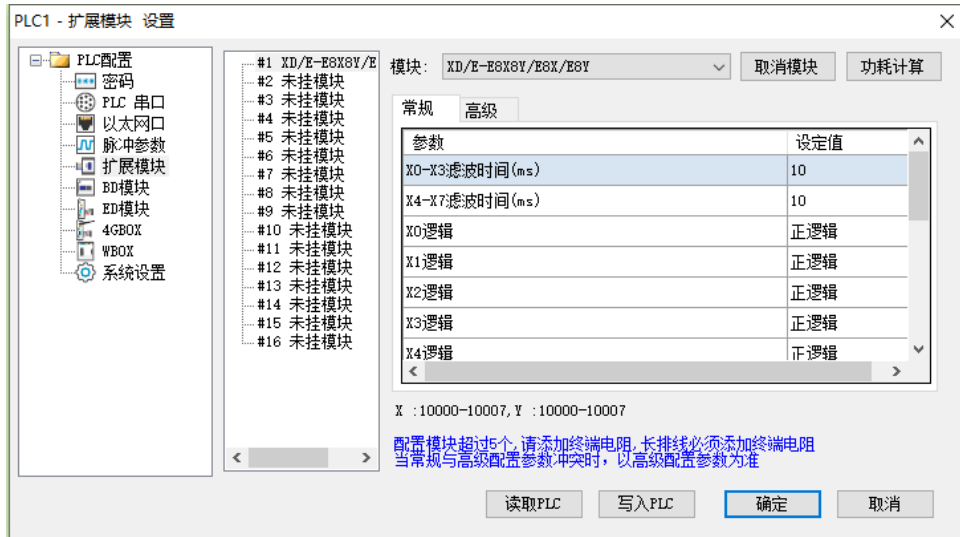 PLC1 - 扩展模块 设置
PLC配置
密码
PLC 串口
以太网口
脉冲参数
扩展模块
BD模块
ED模块
4GBOX
WBOX
系统设置
#1 XD/E-E8X8Y/E
#2 未挂模块
#3 未挂模块
#4 未挂模块
#5 未挂模块
#6 未挂模块
#7 未挂模块
#8 未挂模块
#9 未挂模块
#10 未挂模块
#11 未挂模块
#12 未挂模块
#13 未挂模块
#14 未挂模块
#15 未挂模块
#16 未挂模块
模块: XD/E-E8X8Y/E8X/E8Y 取消模块 功耗计算
常规 高级
参数 设定值
X0-X3滤波时间(ms) 10
X4-X7滤波时间(ms) 10
X0逻辑 正逻辑
X1逻辑 正逻辑
X2逻辑 正逻辑
X3逻辑 正逻辑
X4逻辑 正逻辑
X :10000-10007,Y :10000-10007
配置模块超过5个,请添加终端电阻,长排线必须添加终端电阻
当常规与高级配置参数冲突时，以高级配置参数为准
读取PLC 写入PLC 确定 取消